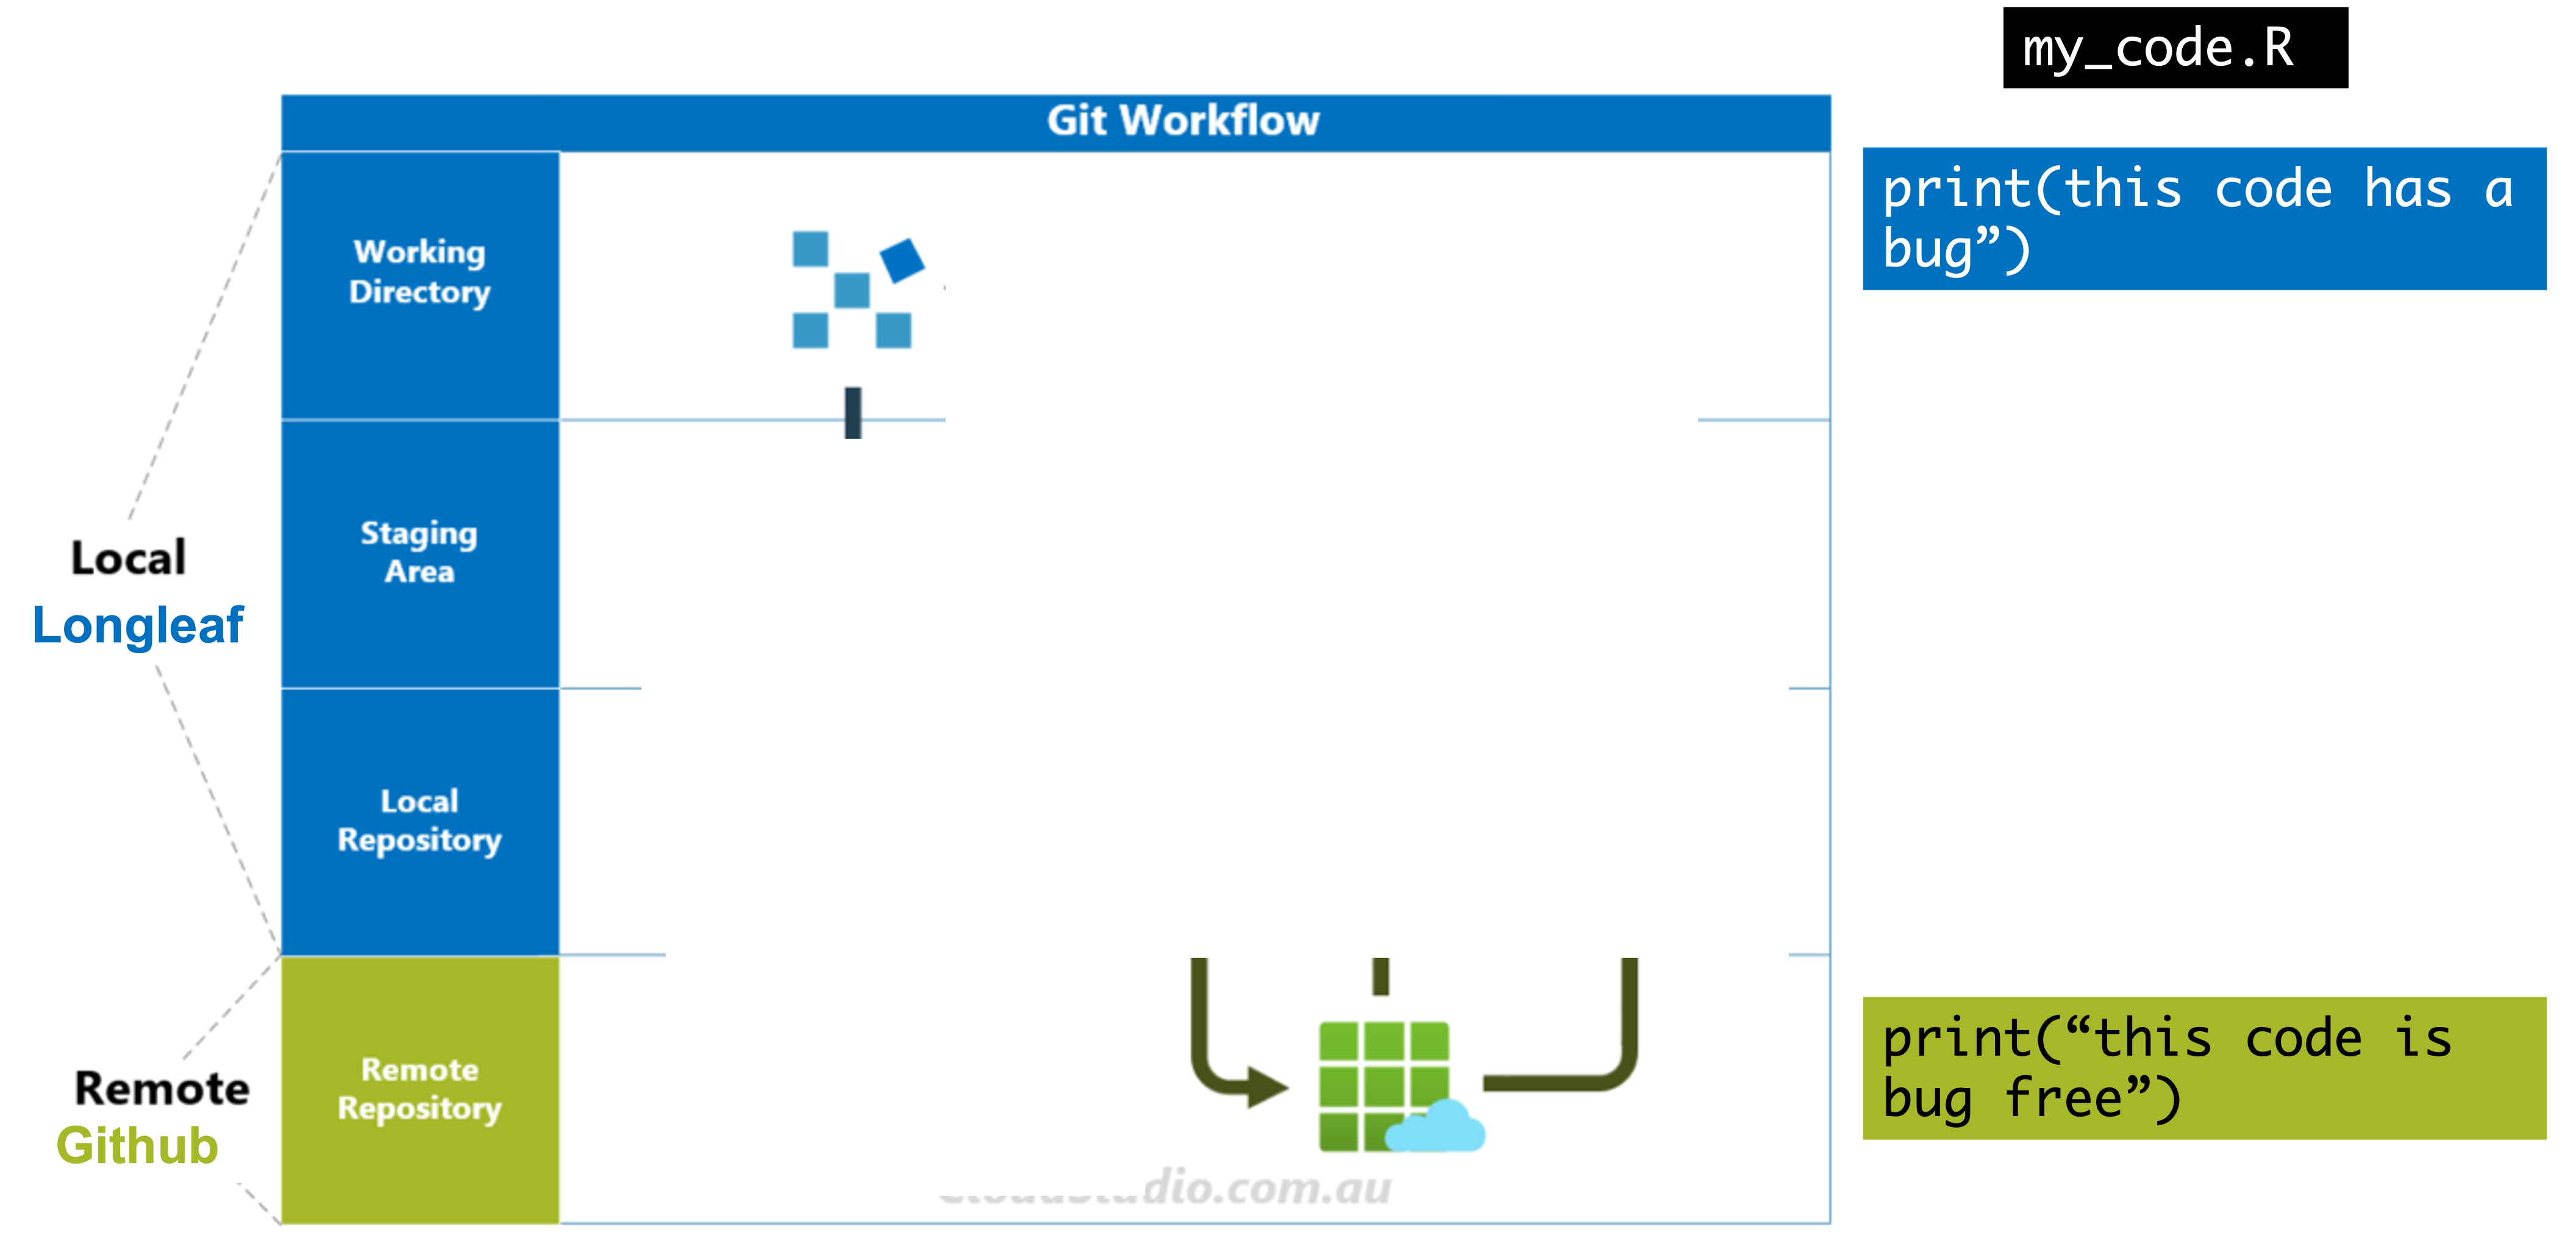 my_code.R
Git Workflow
print(this code has a
bug”)
Working
Directory
Staging
Area
Local
Longleaf
Local
Repository
Remote
Github
Remote
Repository
print(“this code is
bug free”)
dio.com.au